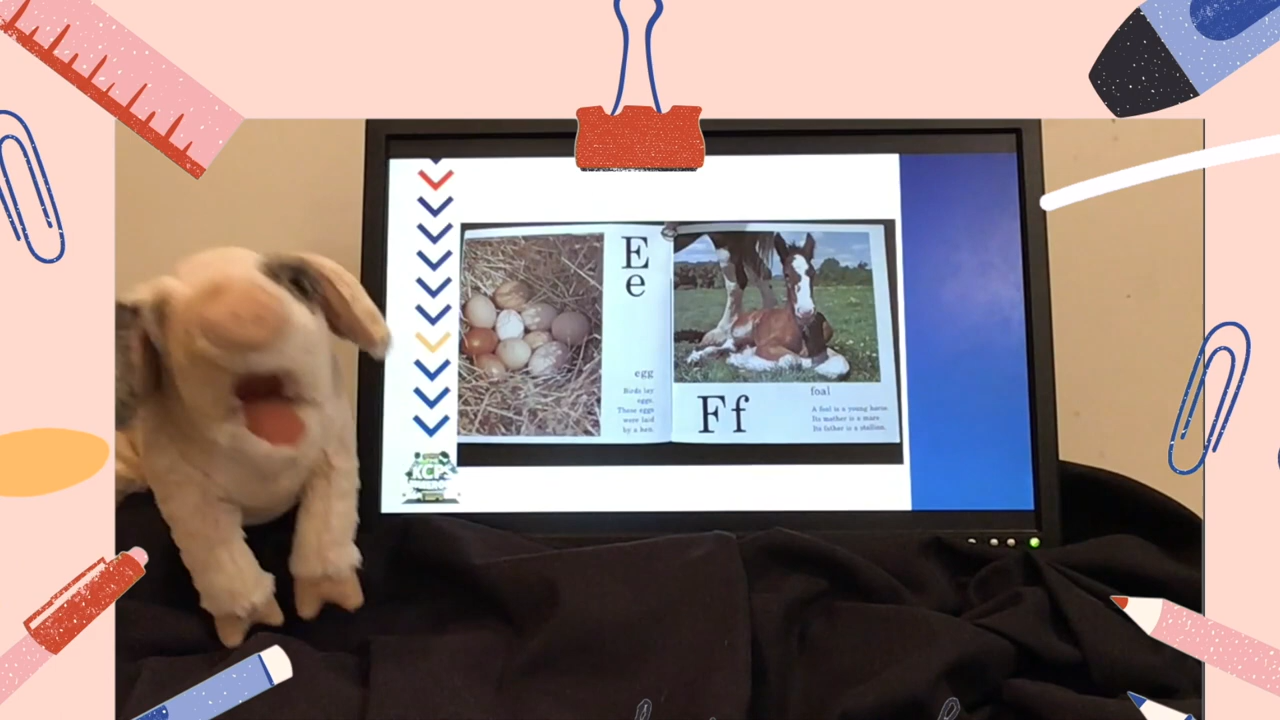 E
e
egg
Birds lay
eggs.
These eggs
were laid
by a hen.
Ff
foal
A foal is a young horse.
Its mother is a mare.
Its father is a stallion.
KCPS